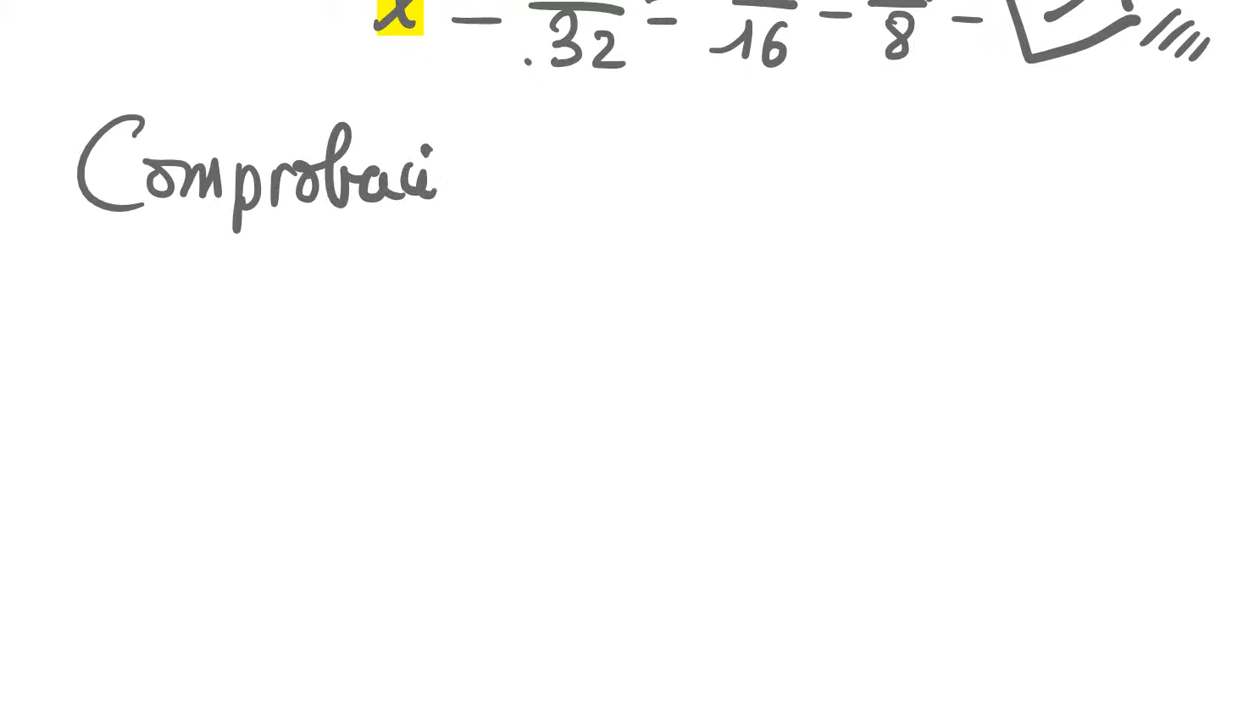 x = 32 = 16 = 8 =
Comprobaci